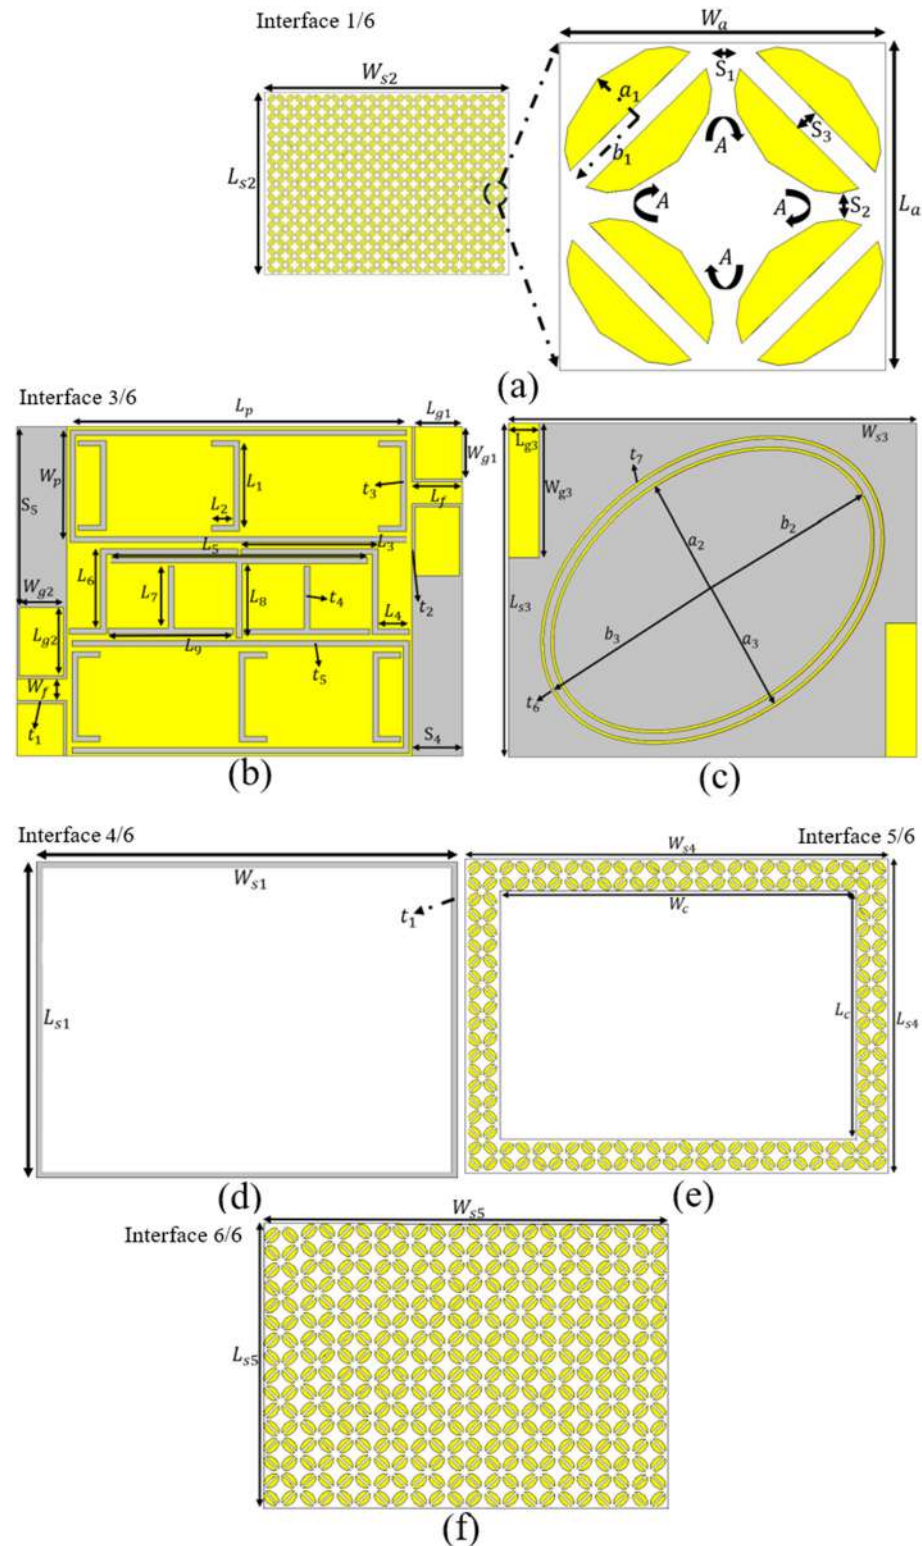 Interface 1/6
W_{s2}
L_{s2}
W_a
S_1
a_1
b_1
S_3
A
A
A
A
S_2
L_a
(a)
Interface 3/6
L_p
L_{g1}
W_{g1}
W_p
S_5
L_1
L_2
t_3
L_f
L_3
L_5
L_6
L_7
L_8
t_4
L_4
t_2
W_{g2}
L_{g2}
L_9
t_5
W_f
t_1
S_4
(b)
W_{s3}
L_{g3}
W_{g3}
t_7
a_2
b_2
L_{s3}
b_3
a_3
t_6
(c)
Interface 4/6
W_{s1}
t_1
L_{s1}
(d)
Interface 5/6
W_{s4}
W_c
L_c
L_{s4}
(e)
Interface 6/6
W_{s5}
L_{s5}
(f)